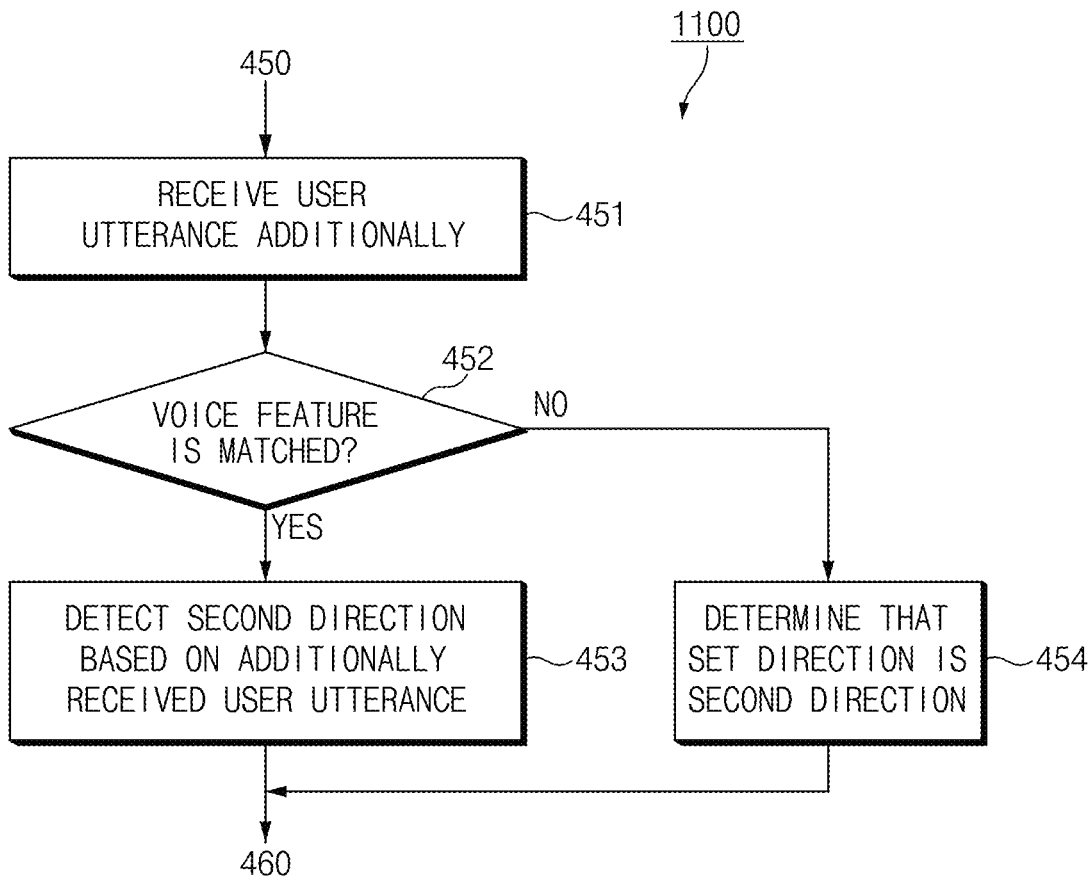 1100
450
RECEIVE USER
UTTERANCE ADDITIONALLY
451
452
VOICE FEATURE
IS MATCHED?
NO
YES
DETECT SECOND DIRECTION
BASED ON ADDITIONALLY
RECEIVED USER UTTERANCE
453
DETERMINE THAT
SET DIRECTION IS
SECOND DIRECTION
454
460